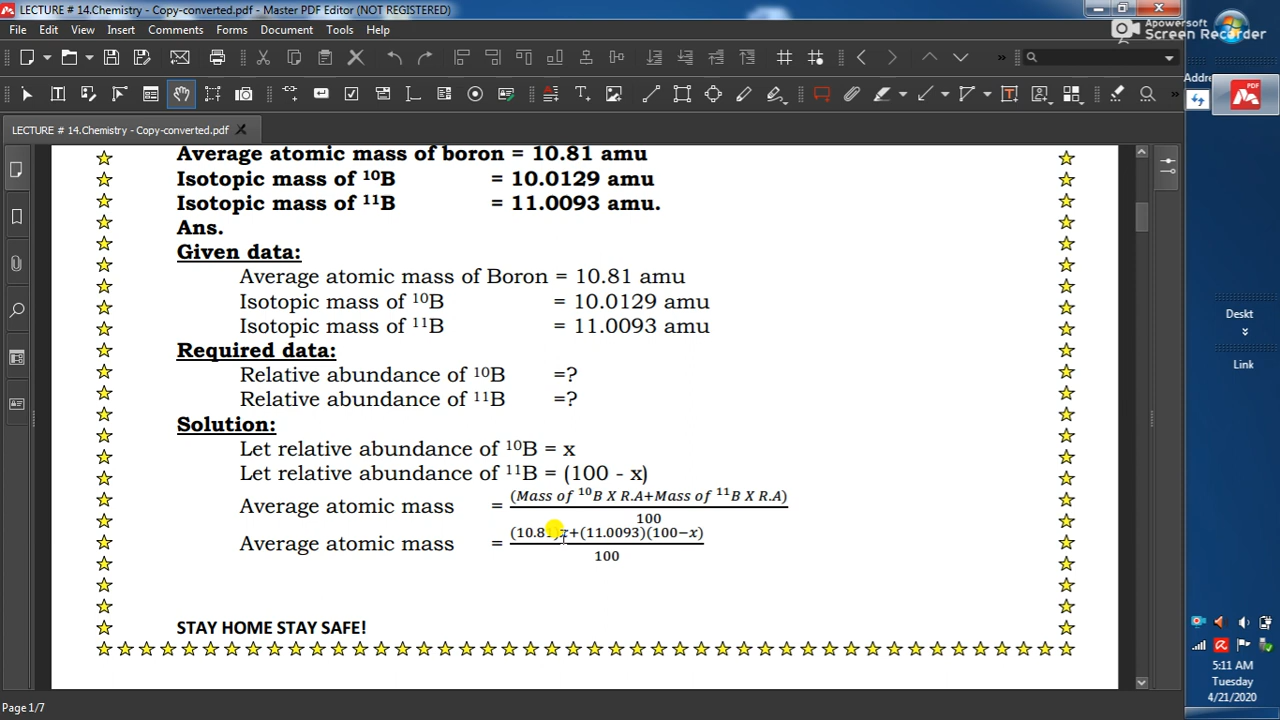 LECTURE # 14.Chemistry - Copy-converted.pdf - Master PDF Editor (NOT REGISTERED)
Apowersoft
Screen Recorder
File Edit View Insert Comments Forms Document Tools Help
Addre
PDF
LECTURE # 14.Chemistry - Copy-converted.pdf
Average atomic mass of boron = 10.81 amu
Isotopic mass of ¹⁰B = 10.0129 amu
Isotopic mass of ¹¹B = 11.0093 amu.
Ans.
Given data:
Average atomic mass of Boron = 10.81 amu
Isotopic mass of ¹⁰B = 10.0129 amu
Isotopic mass of ¹¹B = 11.0093 amu
Required data:
Relative abundance of ¹⁰B =?
Relative abundance of ¹¹B =?
Solution:
Let relative abundance of ¹⁰B = x
Let relative abundance of ¹¹B = (100 - x)
Average atomic mass = (Mass of ¹⁰B X R.A+Mass of ¹¹B X R.A)
100
Average atomic mass = (10.81)x+(11.0093)(100−x)
100
STAY HOME STAY SAFE!
Deskt
Link
5:11 AM
Tuesday
4/21/2020
Page 1/7